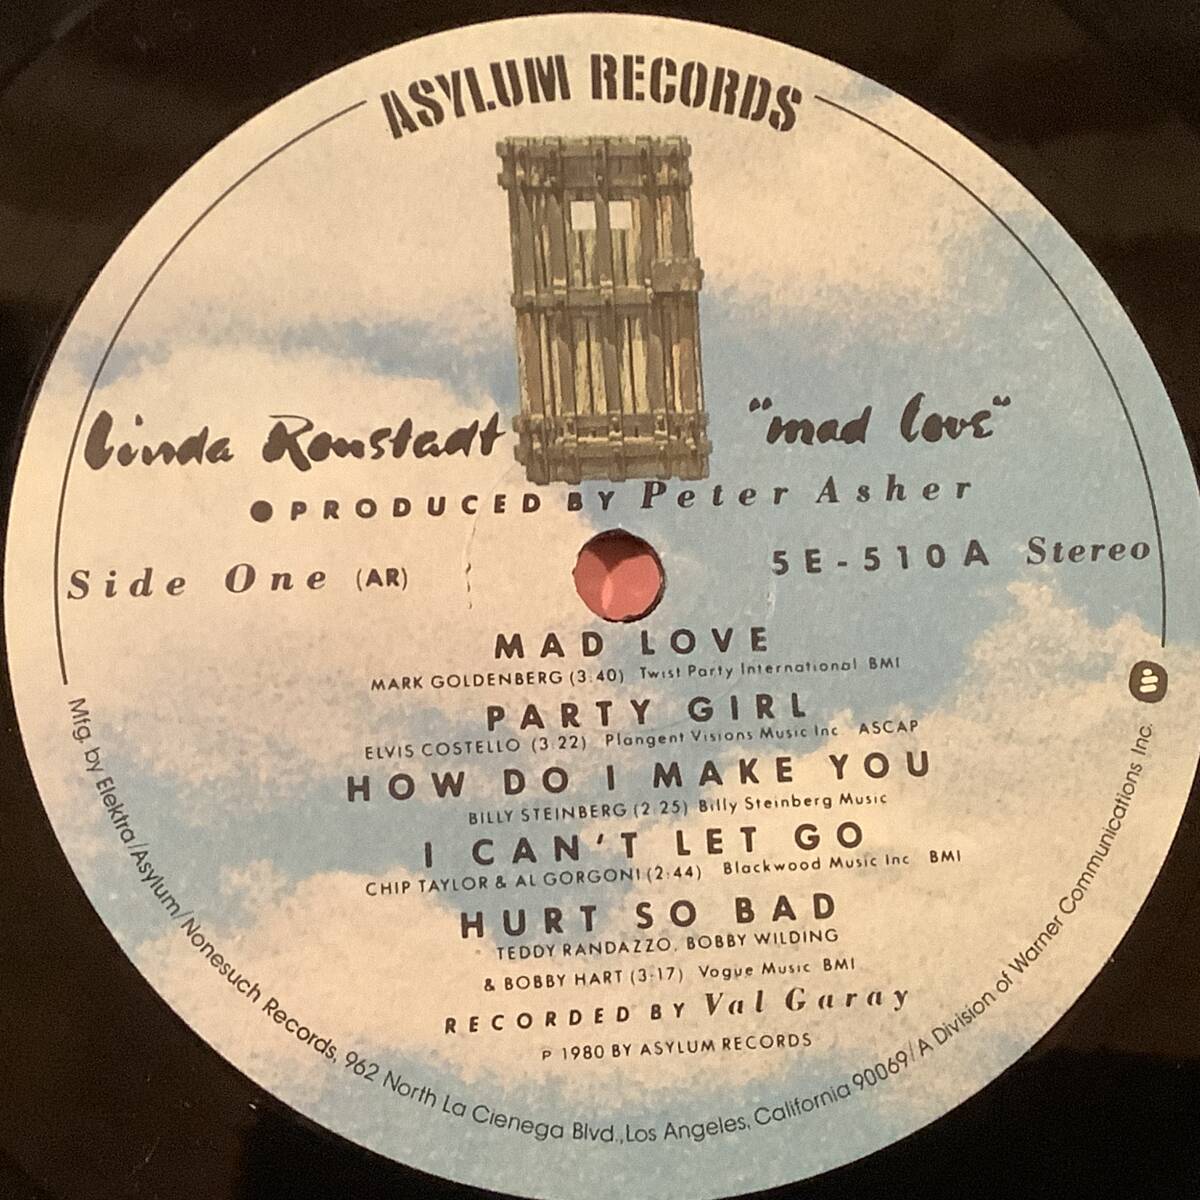 ASYLUM RECORDS
Linda Ronstadt "mad love"
●PRODUCED BY Peter Asher
Side One (AR) 5E-510A Stereo
MAD LOVE
MARK GOLDENBERG (3:40) Twist Party International BMI
PARTY GIRL
ELVIS COSTELLO (3:22) Plangent Visions Music Inc ASCAP
HOW DO I MAKE YOU
BILLY STEINBERG (2:25) Billy Steinberg Music
I CAN'T LET GO
CHIP TAYLOR & AL GORGONI (2:44) Blackwood Music Inc BMI
HURT SO BAD
TEDDY RANDAZZO, BOBBY WILDING
& BOBBY HART (3:17) Vogue Music BMI
RECORDED BY Val Garay
℗ 1980 BY ASYLUM RECORDS
Mfg. by Elektra/Asylum/Nonesuch Records, 962 North La Cienega Blvd., Los Angeles, California 90069/A Division of Warner Communications Inc.